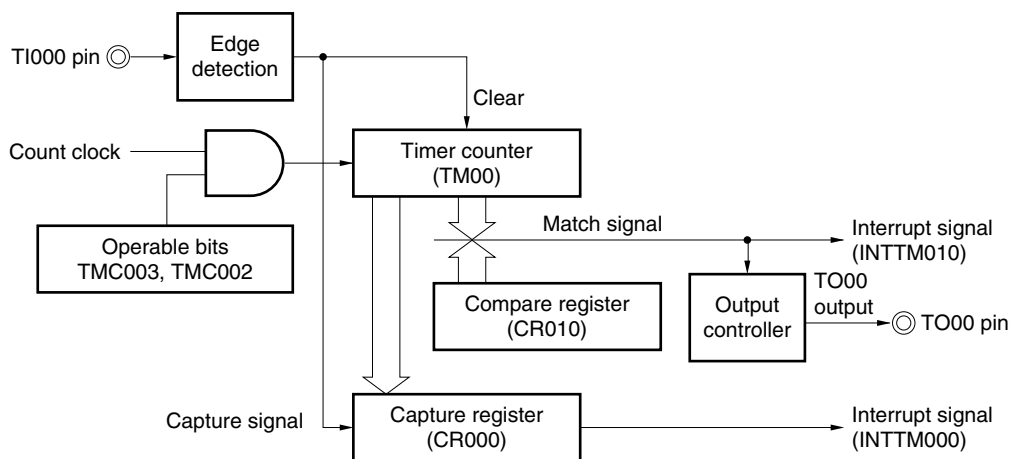 TI000 pin
Edge
detection
Clear
Count clock
Timer counter
(TM00)
Operable bits
TMC003, TMC002
Match signal
Interrupt signal
(INTTM010)
Compare register
(CR010)
Output
controller
TO00
output
TO00 pin
Capture signal
Capture register
(CR000)
Interrupt signal
(INTTM000)